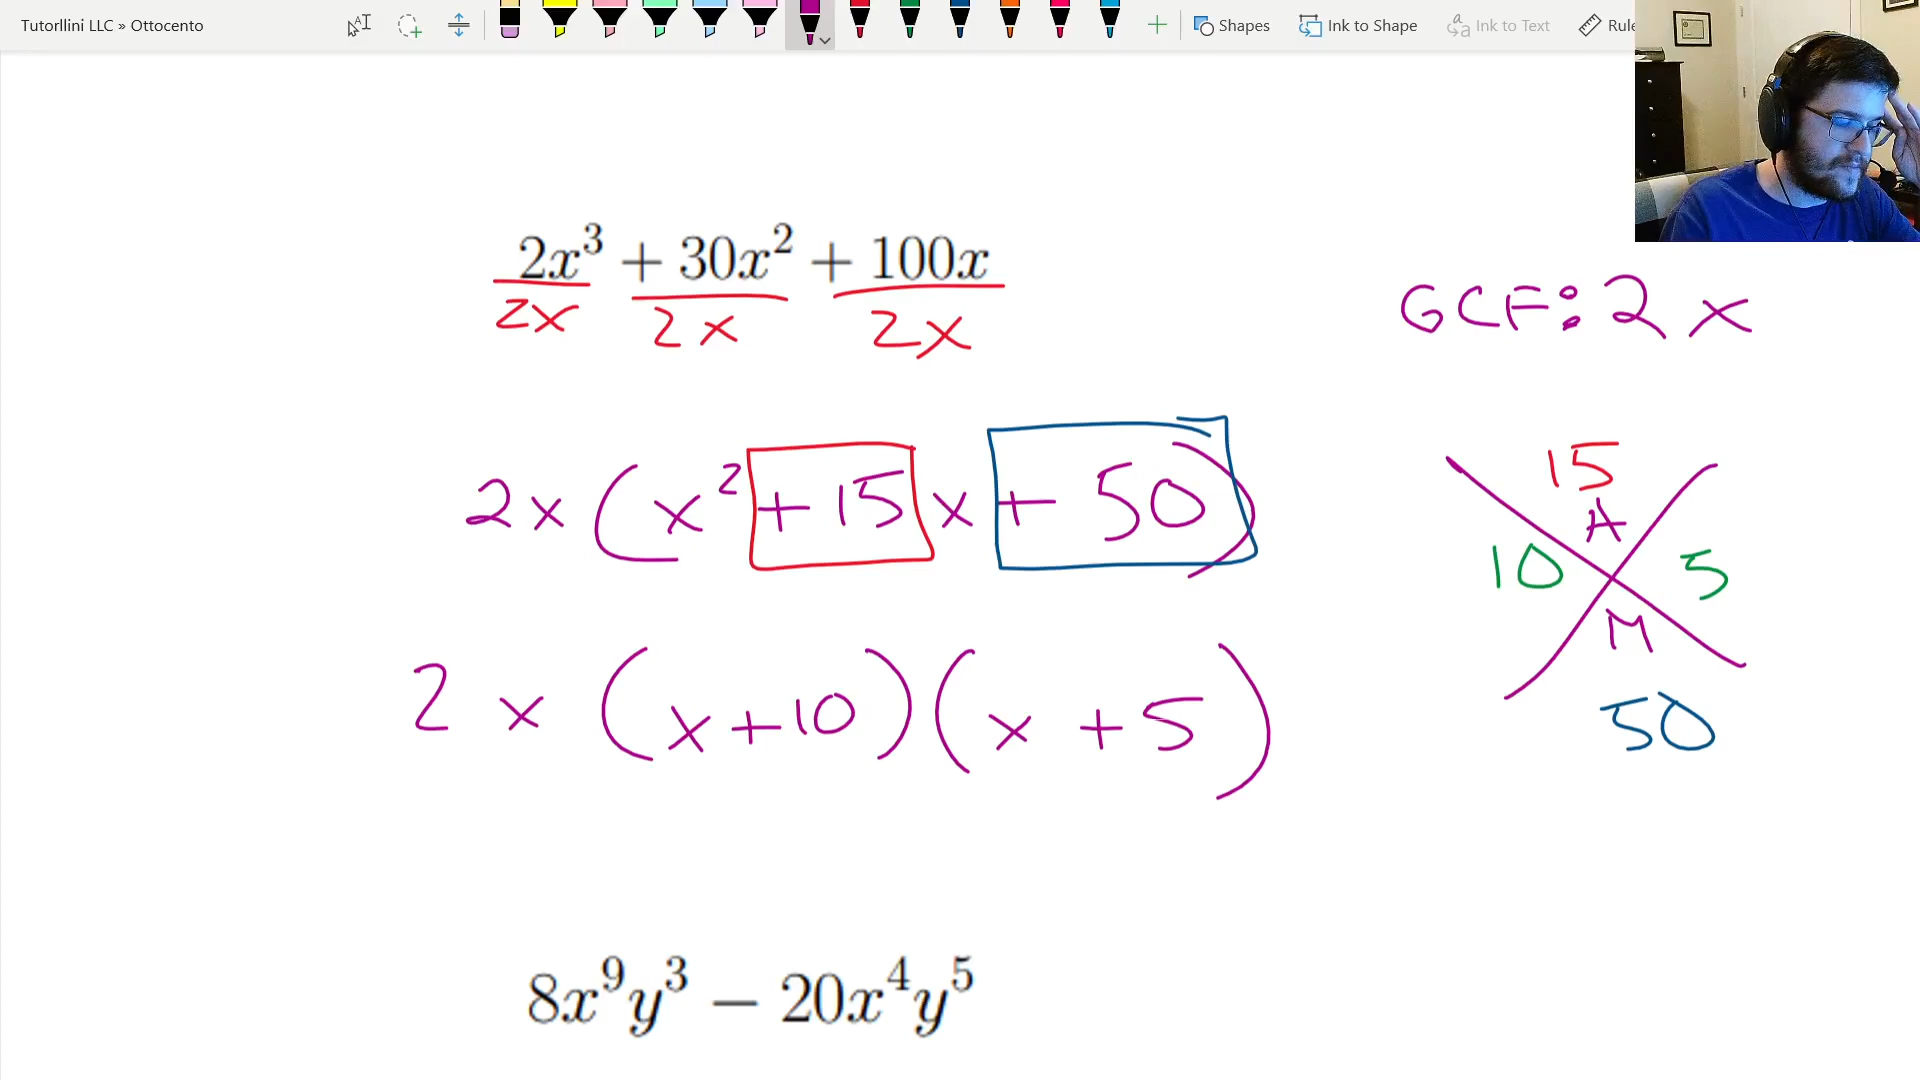 Tutorllini LLC » Ottocento
Shapes
Ink to Shape
Ink to Text
2x³ + 30x² + 100x
2x 2x 2x
GCF: 2x
2x (x² + 15x + 50)
15
A
10 5
M
50
2x (x+10)(x+5)
8x⁹y³ − 20x⁴y⁵